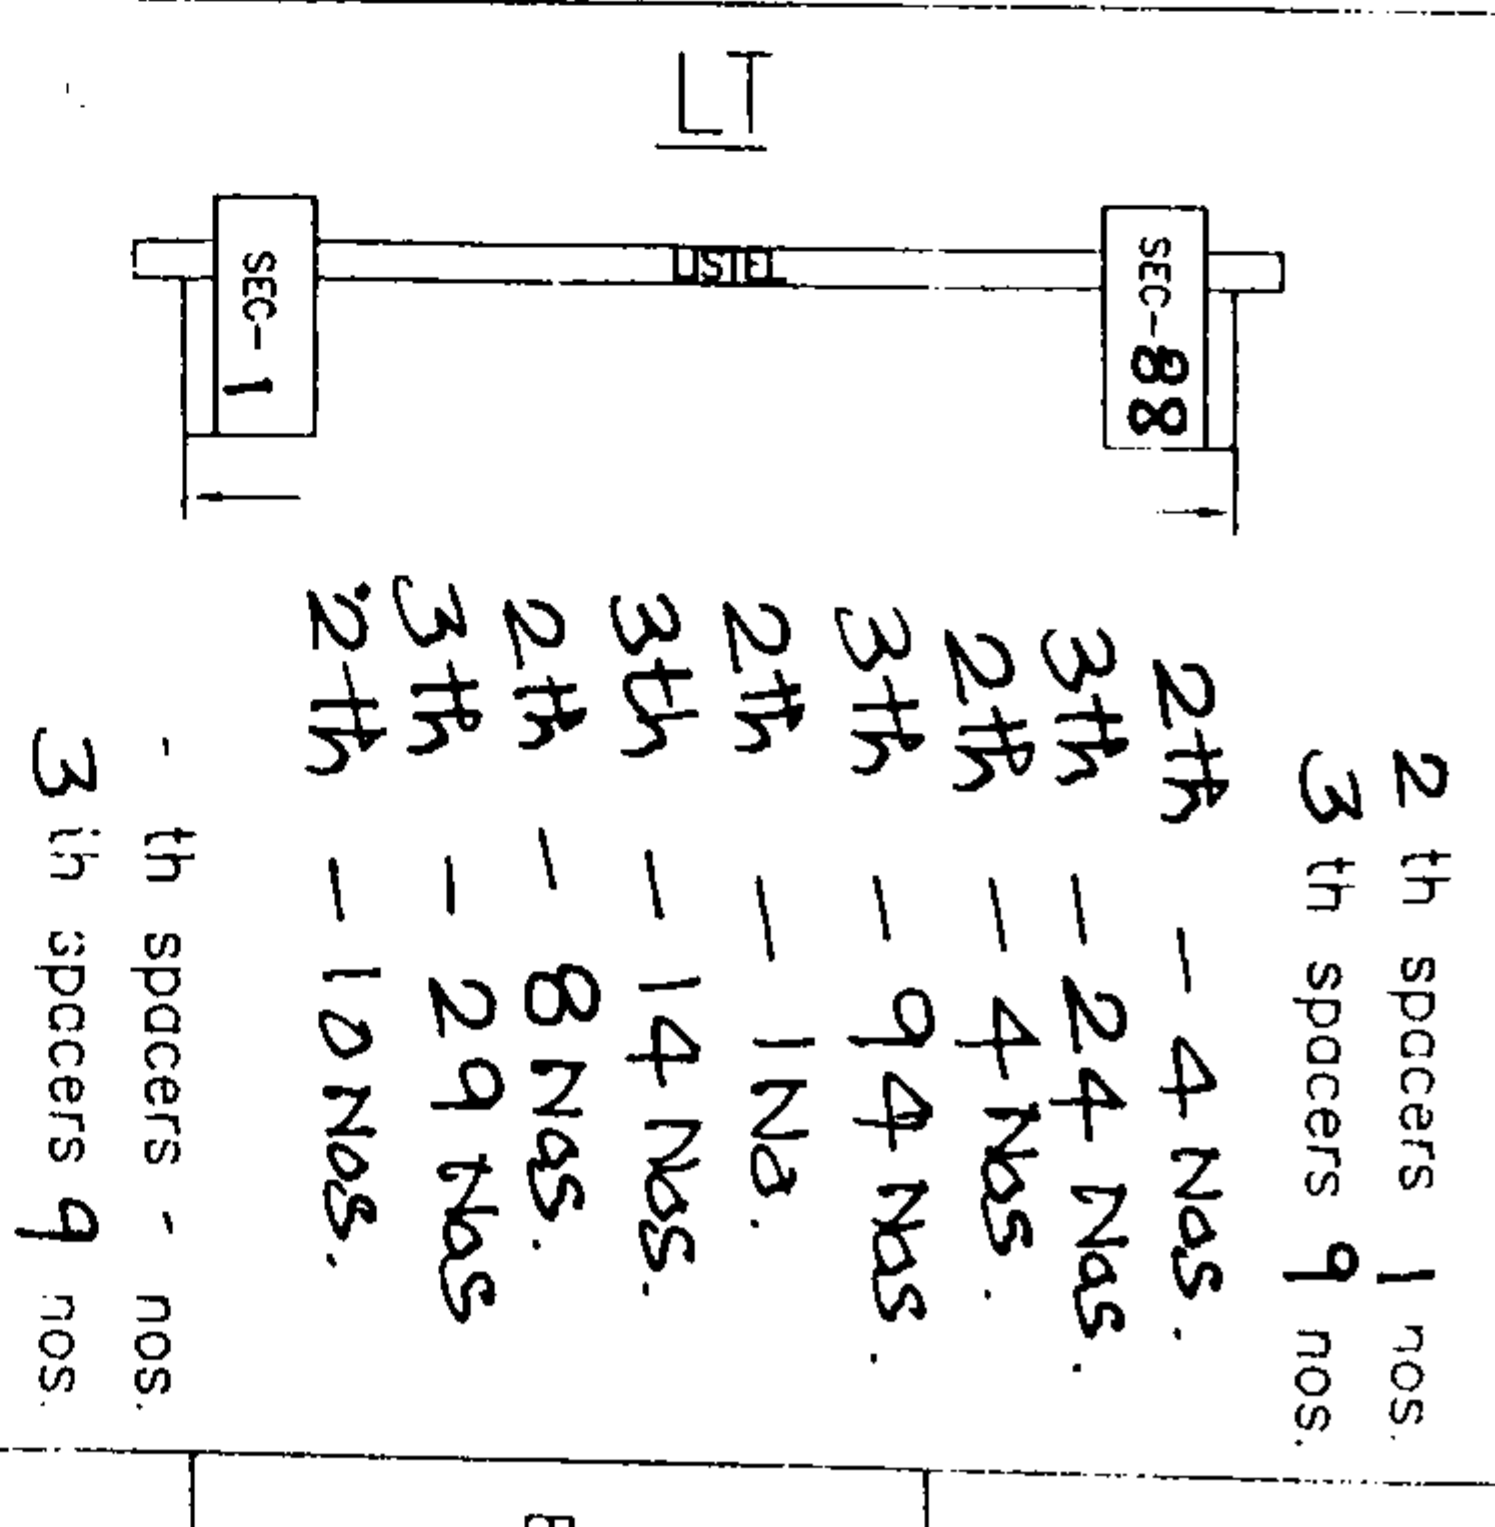 LT
SEC-88
SEC-1
2 th spacers 1 nos.
3 th spacers 9 nos.
2th - 4 Nos.
3th - 24 Nos.
2th - 4 Nos.
3th - 94 Nos.
2th - 1 No.
3th - 14 Nos.
2th - 8 Nos.
3th - 29 Nos
2th - 10 Nos.
- th spacers - nos.
3 th spacers 9 nos.